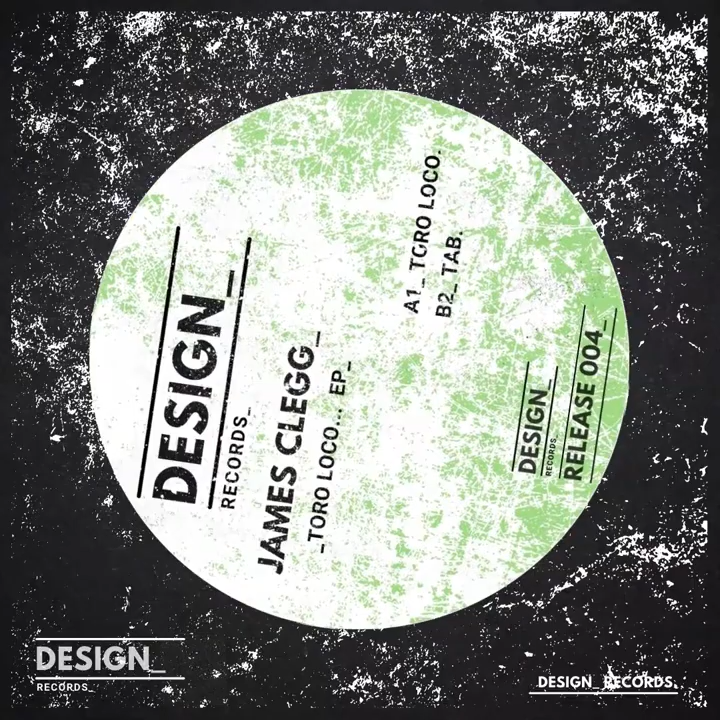 DESIGN_
RECORDS_
JAMES CLEGG_
_TORO LOCO... EP_
A1_ TORO LOCO.
B2_ TAB.
DESIGN_
RECORDS_
RELEASE 004_
DESIGN_
RECORDS_
DESIGN_RECORDS.